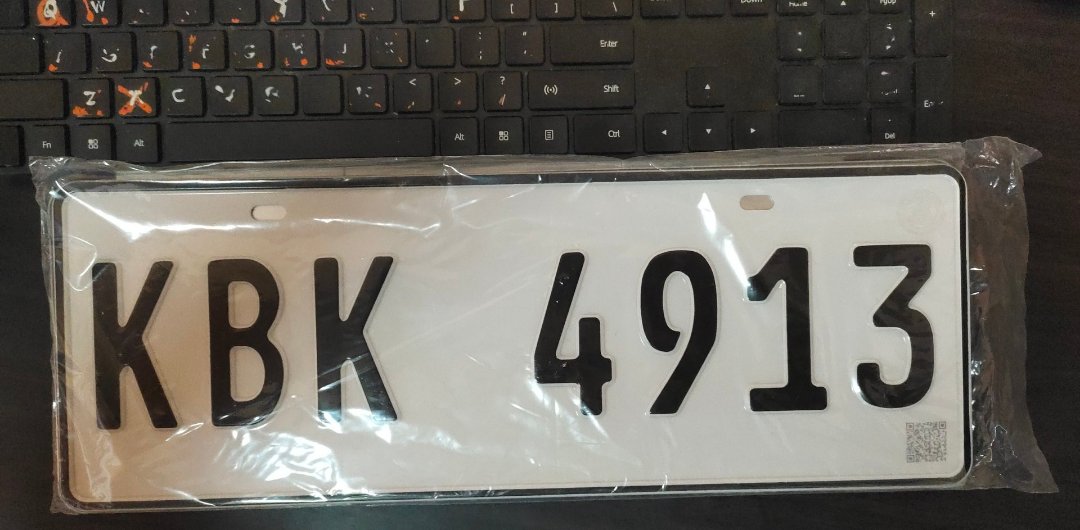 Q W
[ ] \
G J ; "
Enter
Z X C < > ? Shift
Fn Alt Alt Ctrl
Del
KBK 4913